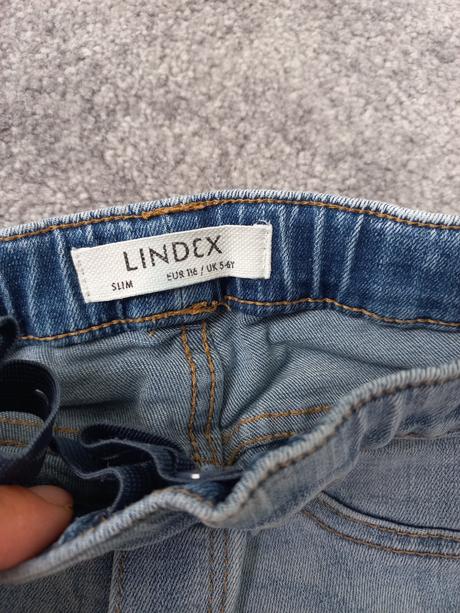 LINDEX
SLIM EUR 116 / UK 5-6Y